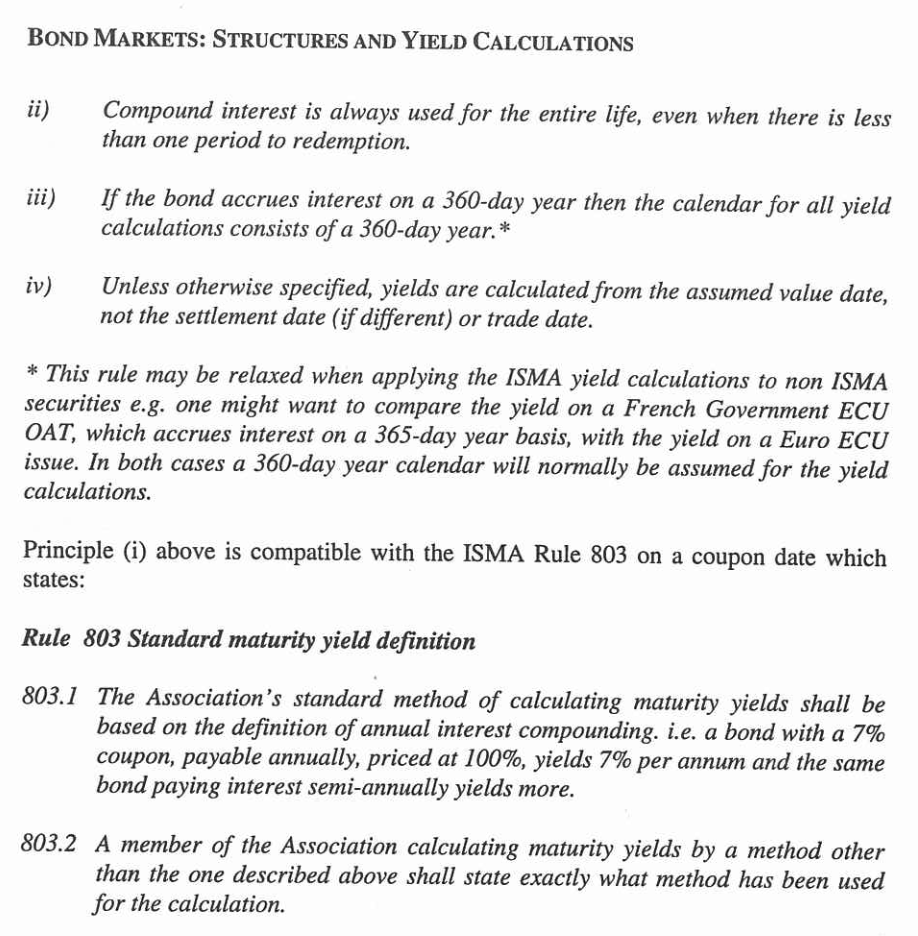 BOND MARKETS: STRUCTURES AND YIELD CALCULATIONS
ii) Compound interest is always used for the entire life, even when there is less
than one period to redemption.
iii) If the bond accrues interest on a 360-day year then the calendar for all yield
calculations consists of a 360-day year.*
iv) Unless otherwise specified, yields are calculated from the assumed value date,
not the settlement date (if different) or trade date.
* This rule may be relaxed when applying the ISMA yield calculations to non ISMA
securities e.g. one might want to compare the yield on a French Government ECU
OAT, which accrues interest on a 365-day year basis, with the yield on a Euro ECU
issue. In both cases a 360-day year calendar will normally be assumed for the yield
calculations.
Principle (i) above is compatible with the ISMA Rule 803 on a coupon date which
states:
Rule 803 Standard maturity yield definition
803.1 The Association's standard method of calculating maturity yields shall be
based on the definition of annual interest compounding. i.e. a bond with a 7%
coupon, payable annually, priced at 100%, yields 7% per annum and the same
bond paying interest semi-annually yields more.
803.2 A member of the Association calculating maturity yields by a method other
than the one described above shall state exactly what method has been used
for the calculation.